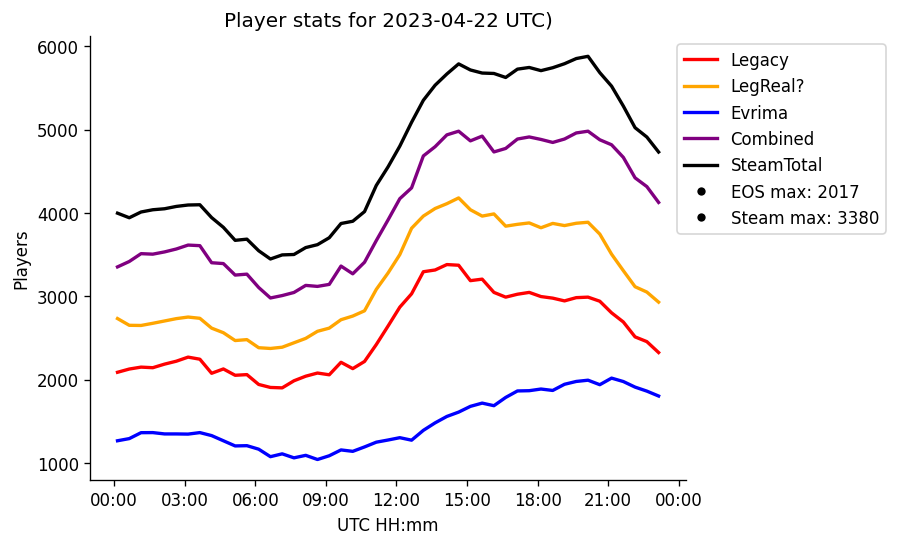 Player stats for 2023-04-22 UTC)
6000
5000
4000
3000
2000
1000
Players
00:00 03:00 06:00 09:00 12:00 15:00 18:00 21:00 00:00
UTC HH:mm
Legacy
LegReal?
Evrima
Combined
SteamTotal
EOS max: 2017
Steam max: 3380